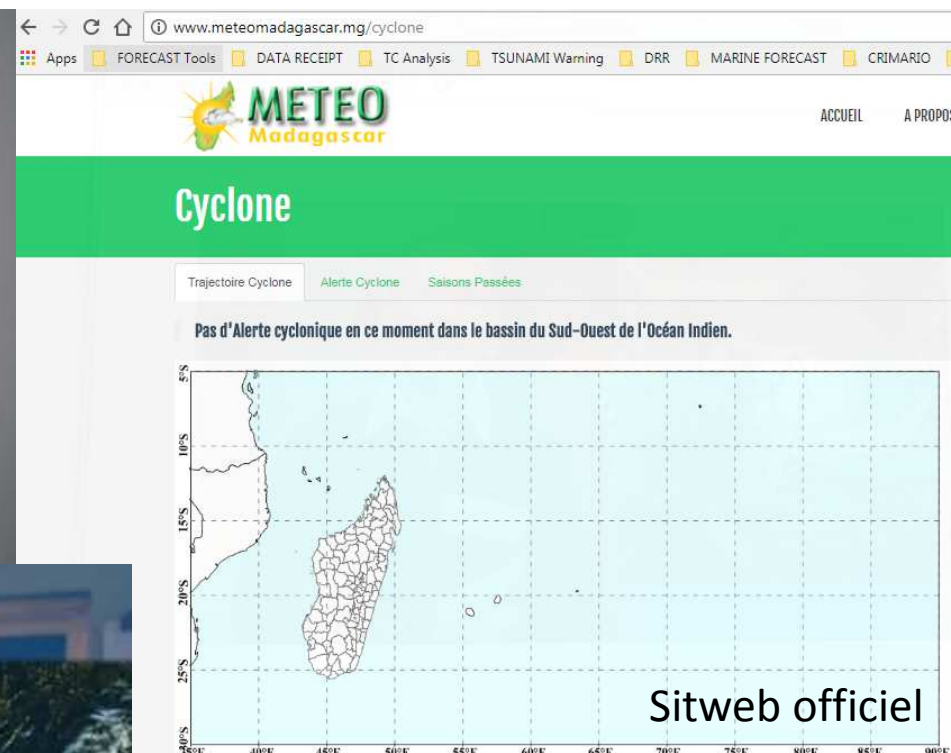 www.meteomadagascar.mg/cyclone
Apps FORECAST Tools DATA RECEIPT TC Analysis TSUNAMI Warning DRR MARINE FORECAST CRIMARIO
METEO
Madagascar
ACCUEIL A PROPOS
Cyclone
Trajectoire Cyclone Alerte Cyclone Saisons Passées
Pas d'Alerte cyclonique en ce moment dans le bassin du Sud-Ouest de l'Océan Indien.
5°S
10°S
15°S
20°S
25°S
30°S
Sitweb officiel
35°E 40°E 45°E 50°E 55°E 60°E 65°E 70°E 75°E 80°E 85°E 90°E